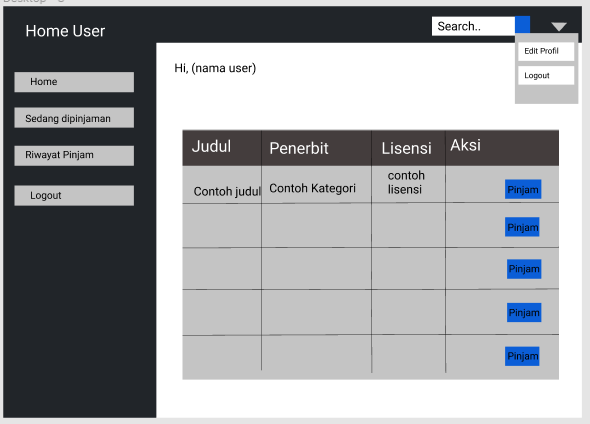 Home User
Search..
Edit Profil
Logout
Home
Sedang dipinjaman
Riwayat Pinjam
Logout
Hi, (nama user)
Judul Penerbit Lisensi Aksi
Contoh judul Contoh Kategori contoh
lisensi Pinjam
Pinjam
Pinjam
Pinjam
Pinjam